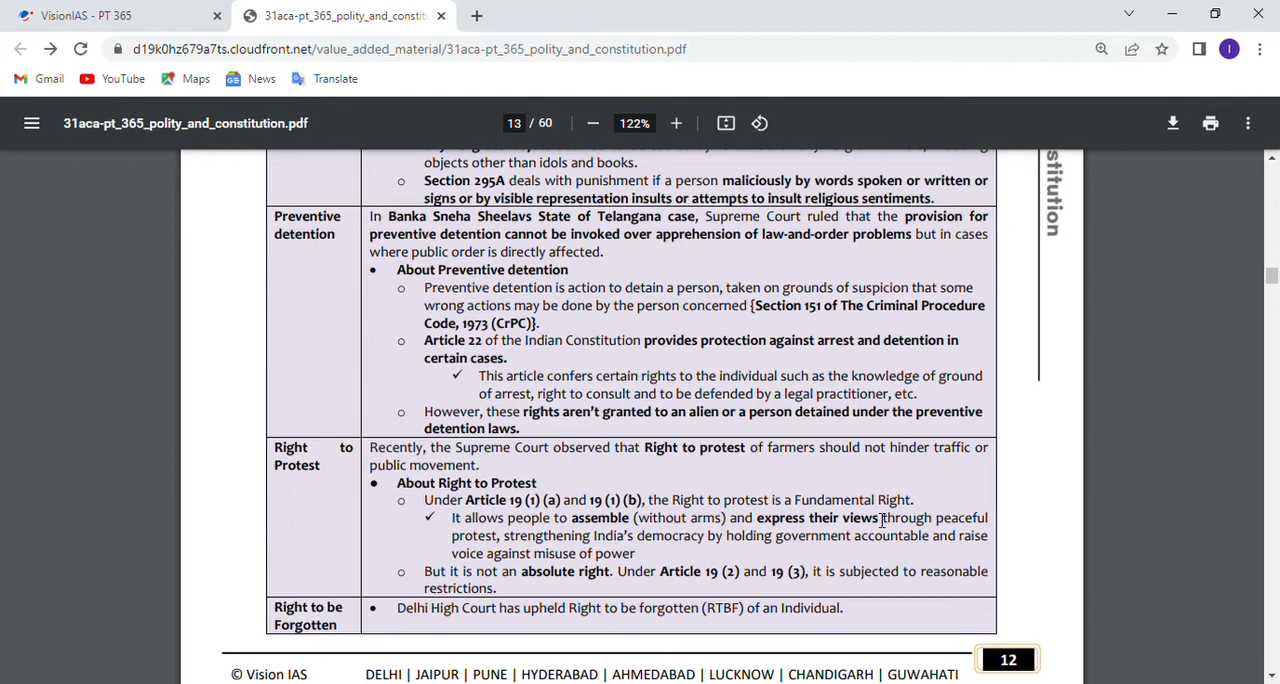 VisionIAS - PT 365
31aca-pt_365_polity_and_constit
d19k0hz679a7ts.cloudfront.net/value_added_material/31aca-pt_365_polity_and_constitution.pdf
I
Gmail
YouTube
Maps
News
Translate
31aca-pt_365_polity_and_constitution.pdf
13 / 60
122%
objects other than idols and books.
o Section 295A deals with punishment if a person maliciously by words spoken or written or
signs or by visible representation insults or attempts to insult religious sentiments.
stitution
Preventive
detention
In Banka Sneha Sheelavs State of Telangana case, Supreme Court ruled that the provision for
preventive detention cannot be invoked over apprehension of law-and-order problems but in cases
where public order is directly affected.
• About Preventive detention
o Preventive detention is action to detain a person, taken on grounds of suspicion that some
wrong actions may be done by the person concerned {Section 151 of The Criminal Procedure
Code, 1973 (CrPC)}.
o Article 22 of the Indian Constitution provides protection against arrest and detention in
certain cases.
✓ This article confers certain rights to the individual such as the knowledge of ground
of arrest, right to consult and to be defended by a legal practitioner, etc.
o However, these rights aren't granted to an alien or a person detained under the preventive
detention laws.
Right to
Protest
Recently, the Supreme Court observed that Right to protest of farmers should not hinder traffic or
public movement.
• About Right to Protest
o Under Article 19 (1) (a) and 19 (1) (b), the Right to protest is a Fundamental Right.
✓ It allows people to assemble (without arms) and express their views through peaceful
protest, strengthening India's democracy by holding government accountable and raise
voice against misuse of power
o But it is not an absolute right. Under Article 19 (2) and 19 (3), it is subjected to reasonable
restrictions.
Right to be
Forgotten
• Delhi High Court has upheld Right to be forgotten (RTBF) of an Individual.
12
© Vision IAS
DELHI | JAIPUR | PUNE | HYDERABAD | AHMEDABAD | LUCKNOW | CHANDIGARH | GUWAHATI